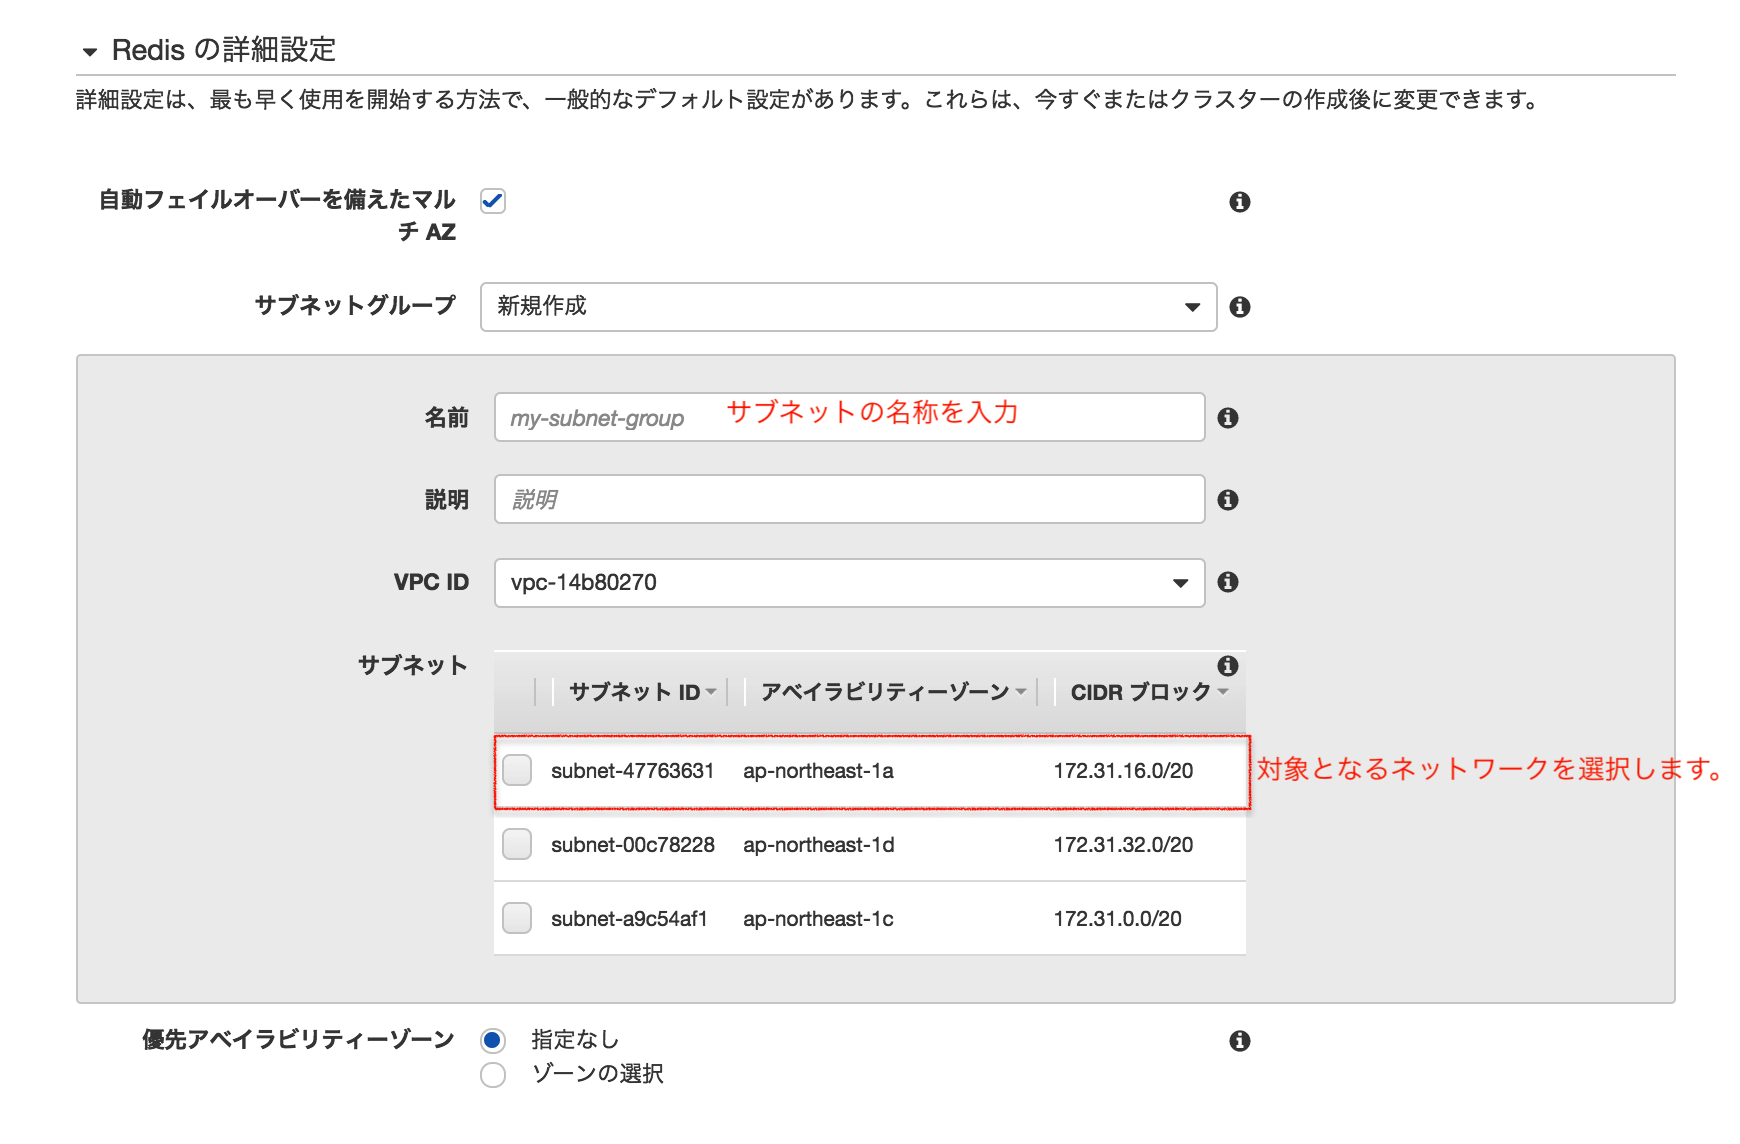 Redis の詳細設定
詳細設定は、最も早く使用を開始する方法で、一般的なデフォルト設定があります。これらは、今すぐまたはクラスターの作成後に変更できます。
自動フェイルオーバーを備えたマル
チ AZ
サブネットグループ 新規作成
名前 my-subnet-group サブネットの名称を入力
説明 説明
VPC ID vpc-14b80270
サブネット
サブネット ID アベイラビリティーゾーン CIDR ブロック
subnet-47763631 ap-northeast-1a 172.31.16.0/20 対象となるネットワークを選択します。
subnet-00c78228 ap-northeast-1d 172.31.32.0/20
subnet-a9c54af1 ap-northeast-1c 172.31.0.0/20
優先アベイラビリティーゾーン 指定なし
ゾーンの選択